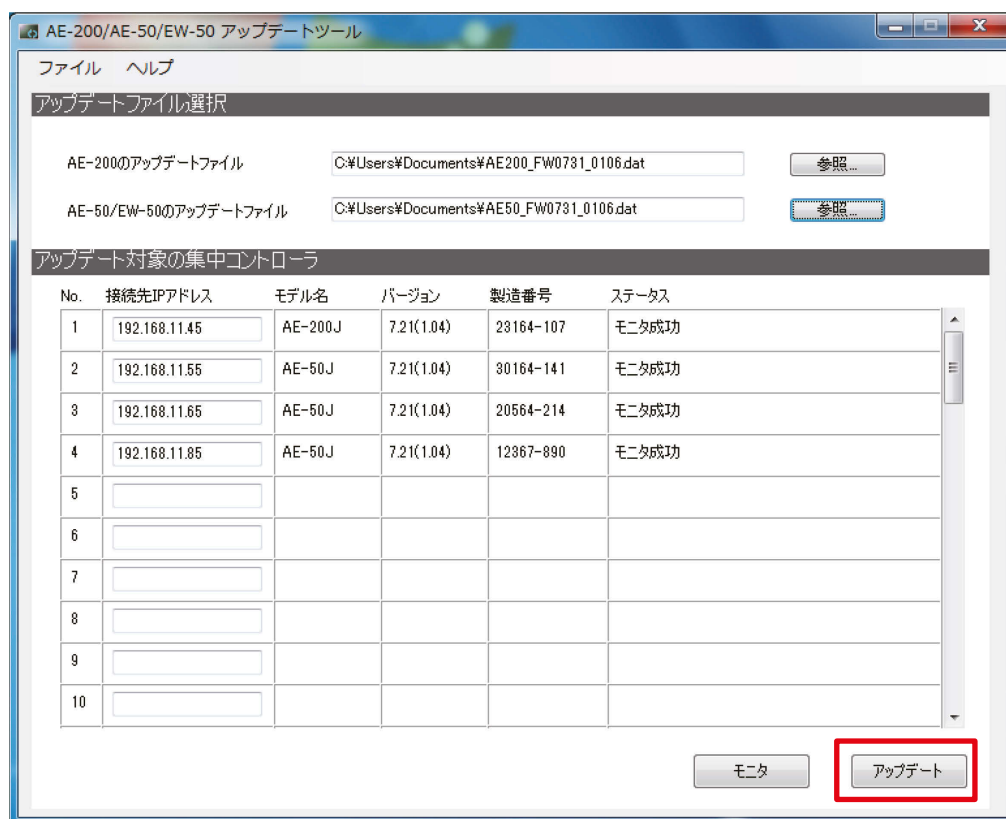 AE-200/AE-50/EW-50 アップデートツール
ファイル ヘルプ
アップデートファイル選択
AE-200のアップデートファイル C:¥Users¥Documents¥AE200_FW0731_0106.dat 参照...
AE-50/EW-50のアップデートファイル C:¥Users¥Documents¥AE50_FW0731_0106.dat 参照...
アップデート対象の集中コントローラ
No. 接続先IPアドレス モデル名 バージョン 製造番号 ステータス
1 192.168.11.45 AE-200J 7.21(1.04) 23164-107 モニタ成功
2 192.168.11.55 AE-50J 7.21(1.04) 30164-141 モニタ成功
3 192.168.11.65 AE-50J 7.21(1.04) 20564-214 モニタ成功
4 192.168.11.85 AE-50J 7.21(1.04) 12367-890 モニタ成功
5
6
7
8
9
10
モニタ アップデート